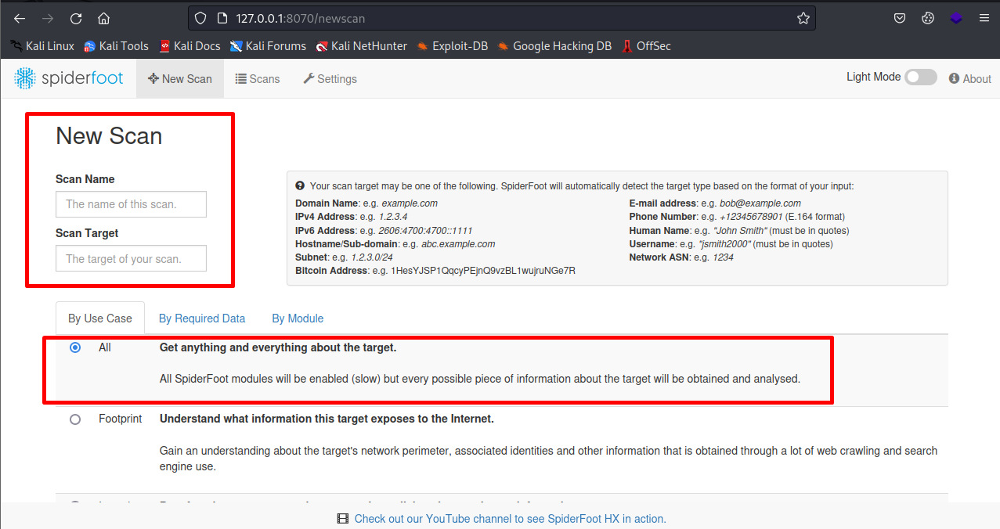 127.0.0.1:8070/newscan
Kali Linux Kali Tools Kali Docs Kali Forums Kali NetHunter Exploit-DB Google Hacking DB OffSec
spiderfoot New Scan Scans Settings Light Mode About
New Scan
Scan Name
The name of this scan.
Scan Target
The target of your scan.
Your scan target may be one of the following. SpiderFoot will automatically detect the target type based on the format of your input:
Domain Name: e.g. example.com
IPv4 Address: e.g. 1.2.3.4
IPv6 Address: e.g. 2606:4700:4700::1111
Hostname/Sub-domain: e.g. abc.example.com
Subnet: e.g. 1.2.3.0/24
Bitcoin Address: e.g. 1HesYJSP1QqcyPEjnQ9vzBL1wujruNGe7R
E-mail address: e.g. bob@example.com
Phone Number: e.g. +12345678901 (E.164 format)
Human Name: e.g. "John Smith" (must be in quotes)
Username: e.g. "jsmith2000" (must be in quotes)
Network ASN: e.g. 1234
By Use Case By Required Data By Module
All Get anything and everything about the target.
All SpiderFoot modules will be enabled (slow) but every possible piece of information about the target will be obtained and analysed.
Footprint Understand what information this target exposes to the Internet.
Gain an understanding about the target's network perimeter, associated identities and other information that is obtained through a lot of web crawling and search
engine use.
Check out our YouTube channel to see SpiderFoot HX in action.